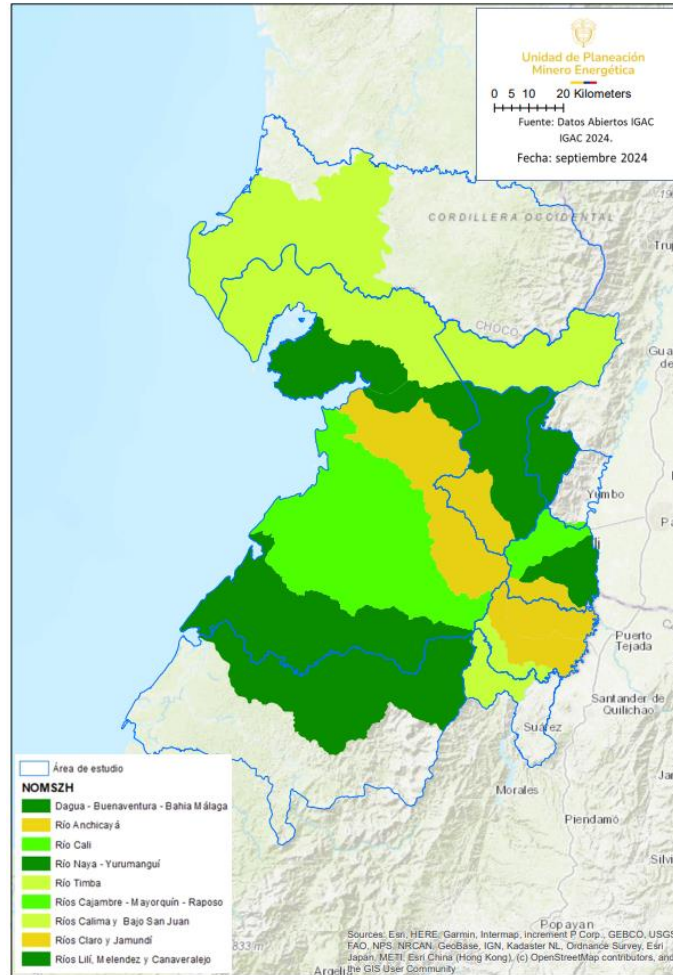 Unidad de Planeación
Minero Energética
0 5 10 20 Kilometers
Fuente: Datos Abiertos IGAC
IGAC 2024.
Fecha: septiembre 2024
CORDILLERA OCCIDENTAL
CHOCO
Yumbo
Puerto
Tejada
Santander de
Quilichao
Suárez
Morales
Piendamó
Popayan
Área de estudio
NOMSZH
Dagua - Buenaventura - Bahia Málaga
Río Anchicayá
Río Cali
Río Naya - Yurumanguí
Río Timba
Ríos Cajambre - Mayorquín - Raposo
Ríos Calima y Bajo San Juan
Ríos Claro y Jamundí
Ríos Lilí, Melendez y Canaveralejo
Sources: Esri, HERE, Garmin, Intermap, increment P Corp., GEBCO, USGS,
FAO, NPS, NRCAN, GeoBase, IGN, Kadaster NL, Ordnance Survey, Esri
Japan, METI, Esri China (Hong Kong), (c) OpenStreetMap contributors, and
the GIS User Community